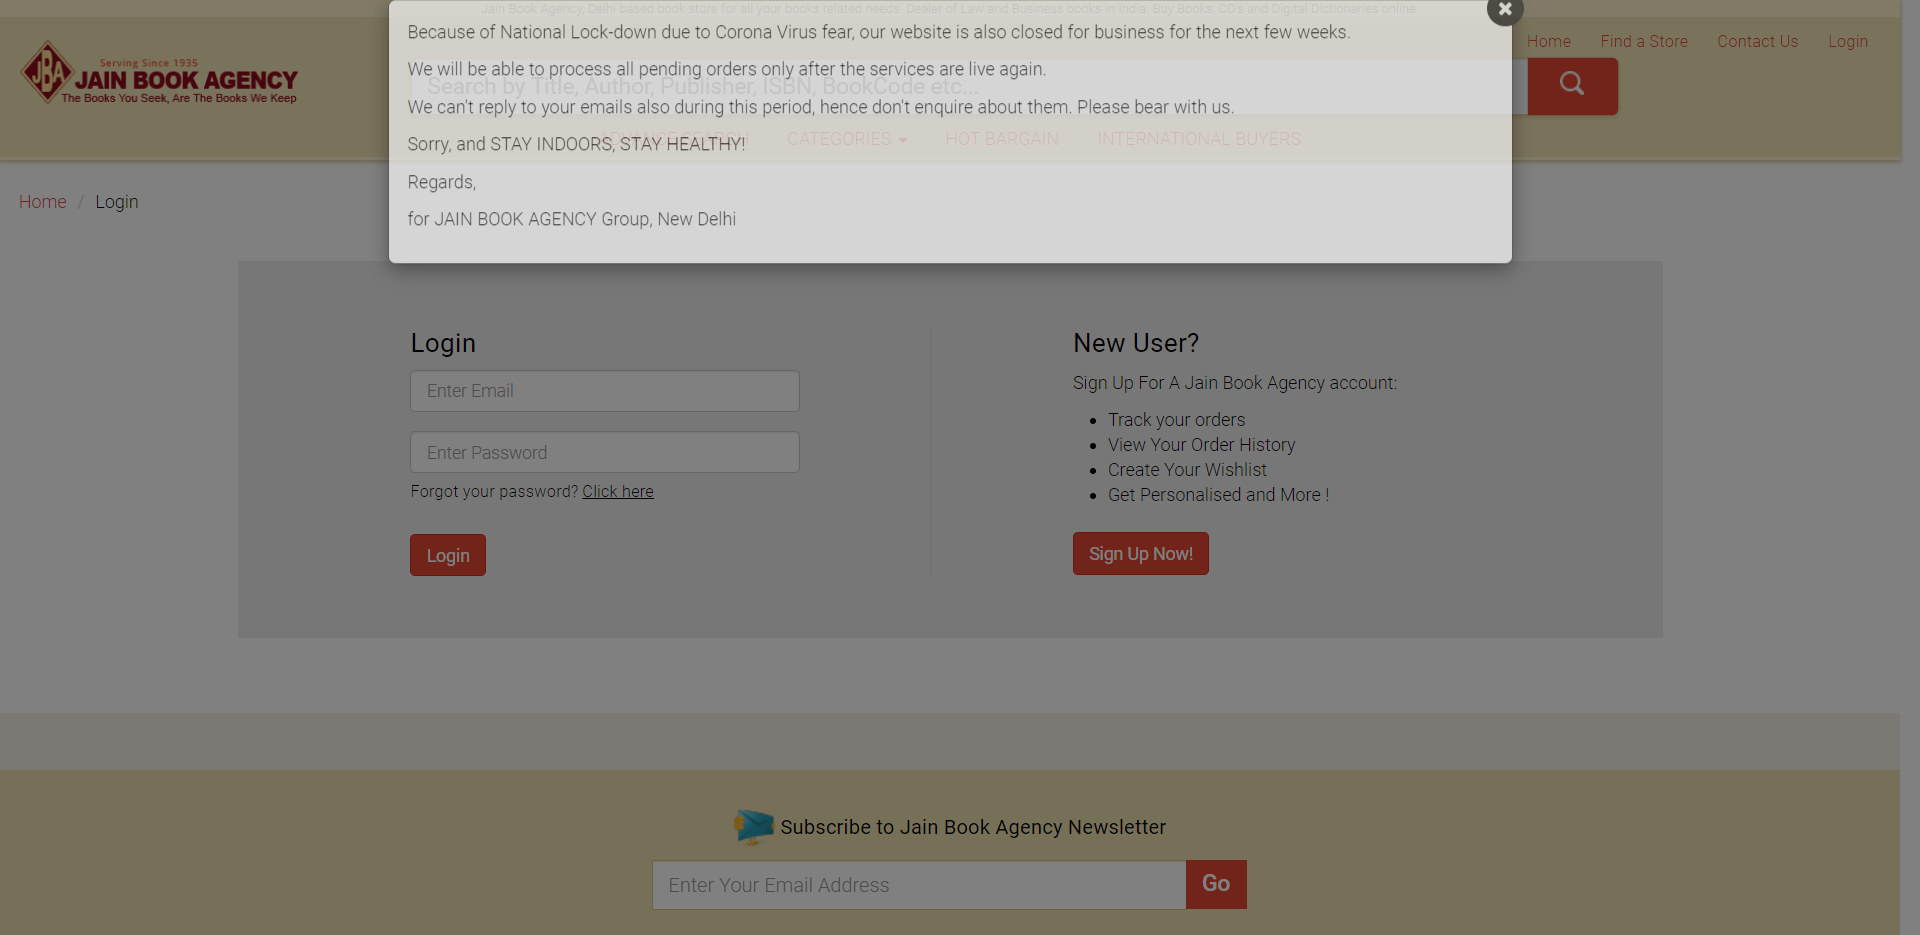 Jain Book Agency, Delhi based book store for all your books related needs. Dealer of Law and Business books in India. Buy Books, CD's and Digital Dictionaries online
Because of National Lock-down due to Corona Virus fear, our website is also closed for business for the next few weeks.
We will be able to process all pending orders only after the services are live again.
We can't reply to your emails also during this period, hence don't enquire about them. Please bear with us.
Sorry, and STAY INDOORS, STAY HEALTHY!
Regards,
for JAIN BOOK AGENCY Group, New Delhi
Home Find a Store Contact Us Login
Serving Since 1935
JBA JAIN BOOK AGENCY
The Books You Seek, Are The Books We Keep
Search by Title, Author, Publisher, ISBN, BookCode etc...
ADVANCE SEARCH CATEGORIES HOT BARGAIN INTERNATIONAL BUYERS
Home / Login
Login
Enter Email
Enter Password
Forgot your password? Click here
Login
New User?
Sign Up For A Jain Book Agency account:
Track your orders
View Your Order History
Create Your Wishlist
Get Personalised and More !
Sign Up Now!
Subscribe to Jain Book Agency Newsletter
Enter Your Email Address
Go